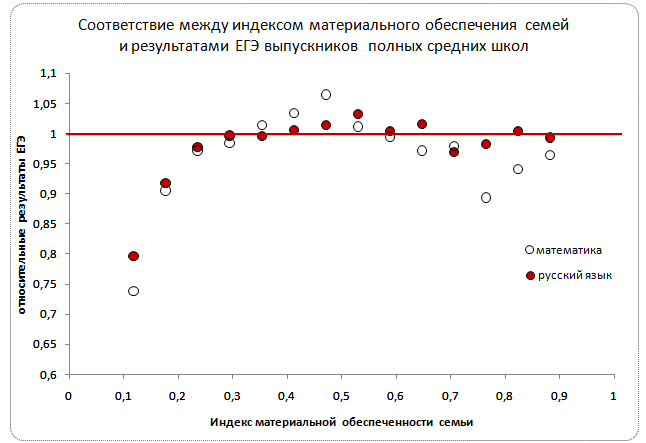 Соответствие между индексом материального обеспечения семей
и результатами ЕГЭ выпускников полных средних школ
относительные результаты ЕГЭ
1,1
1,05
1
0,95
0,9
0,85
0,8
0,75
0,7
0,65
0,6
математика
русский язык
0 0,1 0,2 0,3 0,4 0,5 0,6 0,7 0,8 0,9 1
Индекс материальной обеспеченности семьи